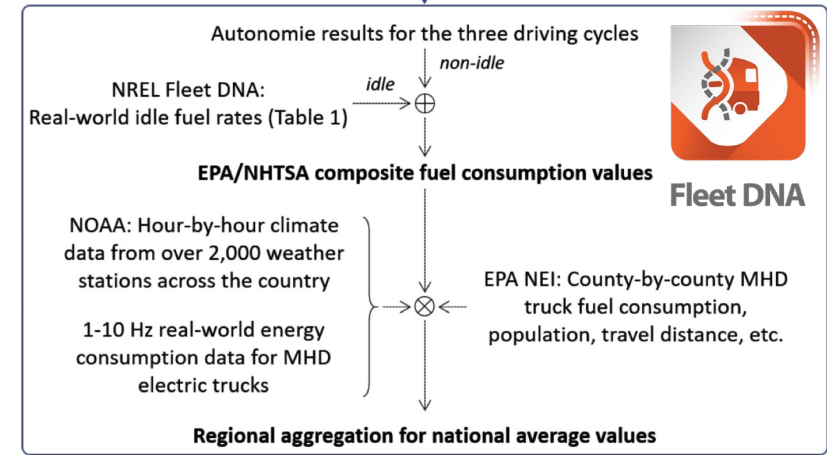 Autonomie results for the three driving cycles
non-idle
idle
NREL Fleet DNA:
Real-world idle fuel rates (Table 1)
EPA/NHTSA composite fuel consumption values
Fleet DNA
NOAA: Hour-by-hour climate
data from over 2,000 weather
stations across the country
EPA NEI: County-by-county MHD
truck fuel consumption,
population, travel distance, etc.
1-10 Hz real-world energy
consumption data for MHD
electric trucks
Regional aggregation for national average values